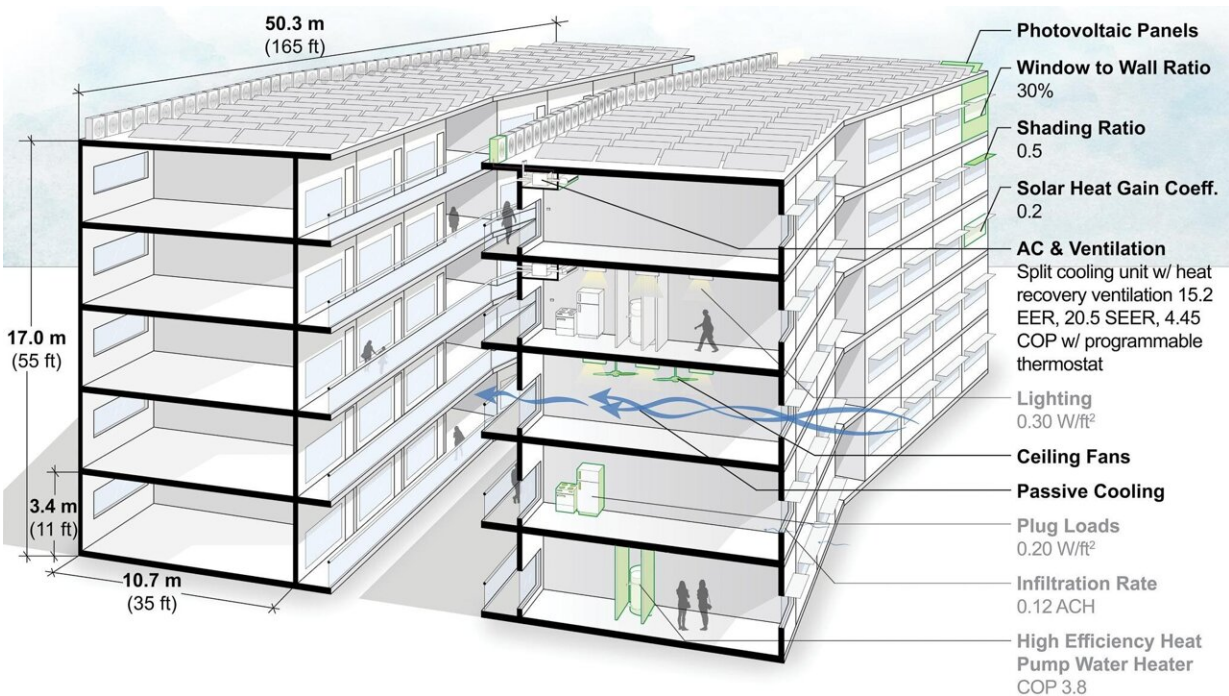 50.3 m
(165 ft)
17.0 m
(55 ft)
3.4 m
(11 ft)
10.7 m
(35 ft)
Photovoltaic Panels
Window to Wall Ratio
30%
Shading Ratio
0.5
Solar Heat Gain Coeff.
0.2
AC & Ventilation
Split cooling unit w/ heat
recovery ventilation 15.2
EER, 20.5 SEER, 4.45
COP w/ programmable
thermostat
Lighting
0.30 W/ft²
Ceiling Fans
Passive Cooling
Plug Loads
0.20 W/ft²
Infiltration Rate
0.12 ACH
High Efficiency Heat
Pump Water Heater
COP 3.8